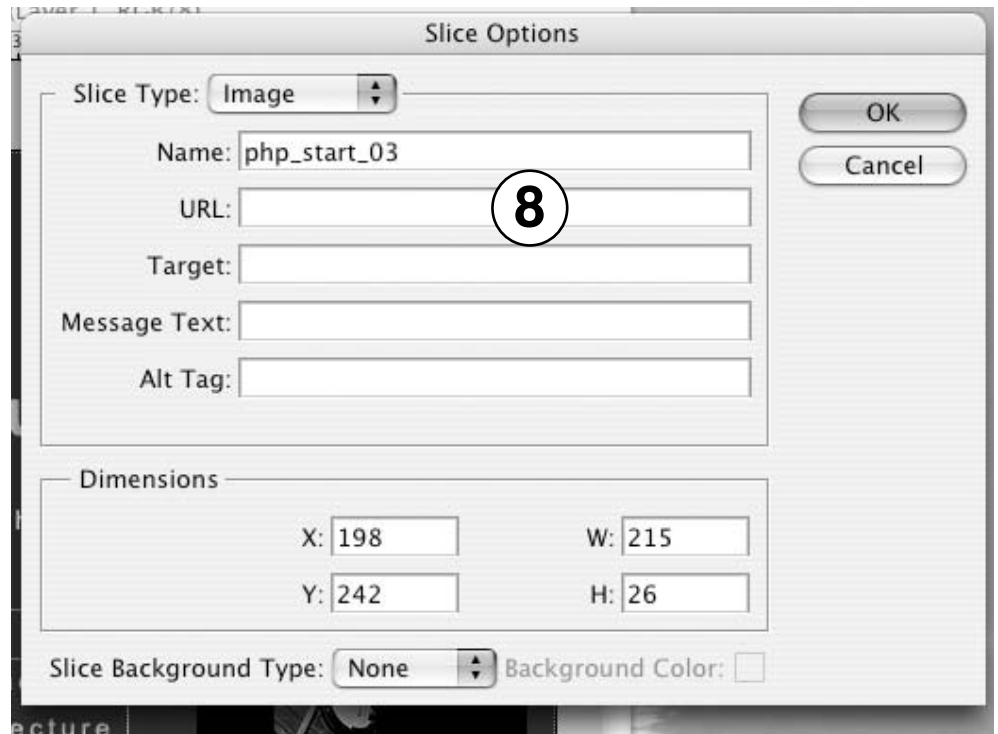 Slice Options
Slice Type: Image
OK
Name: php_start_03
Cancel
URL:
8
Target:
Message Text:
Alt Tag:
Dimensions
X: 198 W: 215
Y: 242 H: 26
Slice Background Type: None Background Color:
ecture